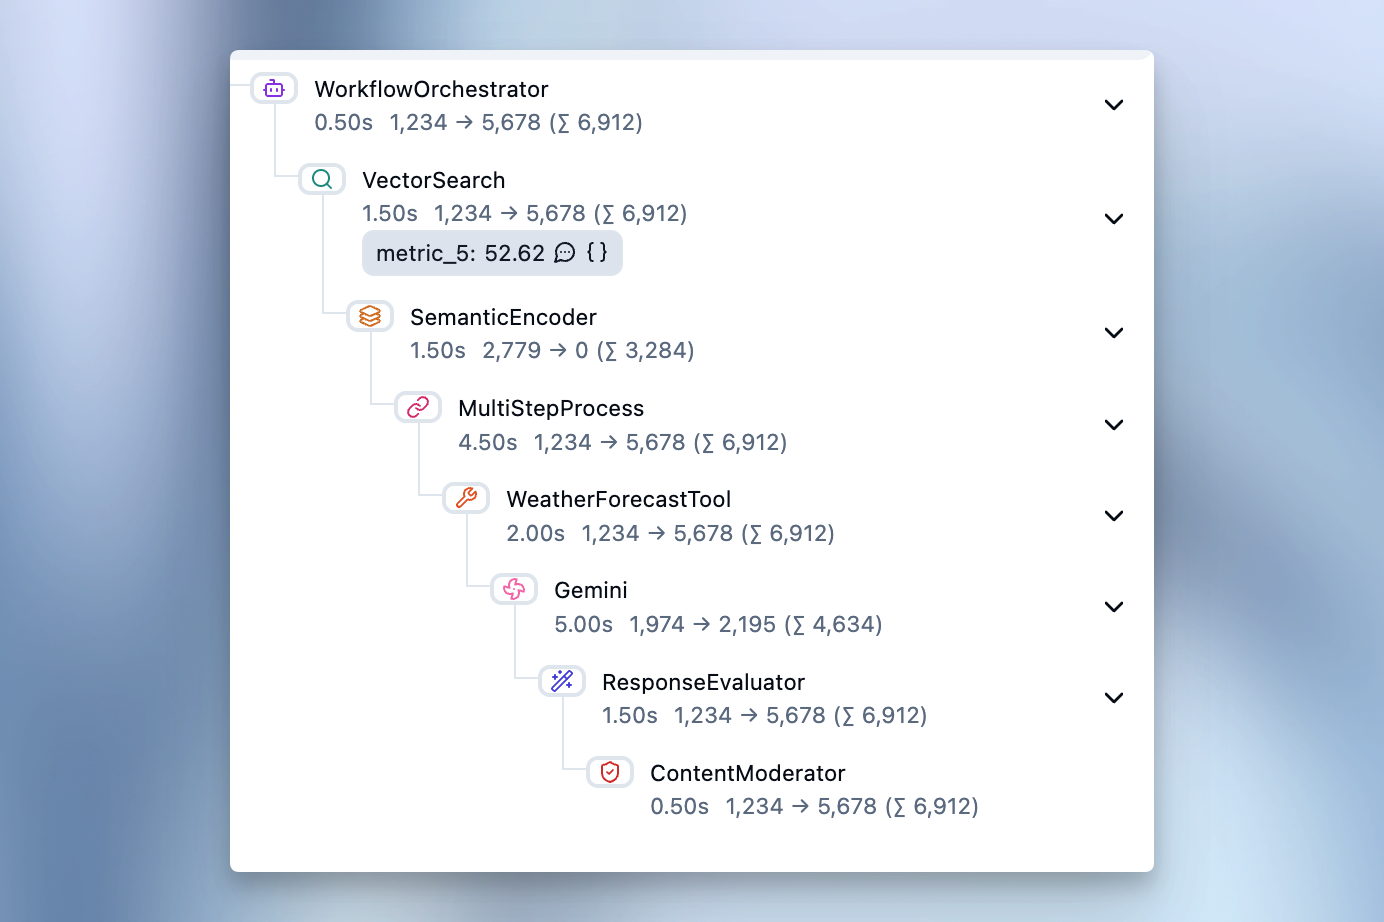 WorkflowOrchestrator
0.50s 1,234 → 5,678 (∑ 6,912)
VectorSearch
1.50s 1,234 → 5,678 (∑ 6,912)
metric_5: 52.62 { }
SemanticEncoder
1.50s 2,779 → 0 (∑ 3,284)
MultiStepProcess
4.50s 1,234 → 5,678 (∑ 6,912)
WeatherForecastTool
2.00s 1,234 → 5,678 (∑ 6,912)
Gemini
5.00s 1,974 → 2,195 (∑ 4,634)
ResponseEvaluator
1.50s 1,234 → 5,678 (∑ 6,912)
ContentModerator
0.50s 1,234 → 5,678 (∑ 6,912)